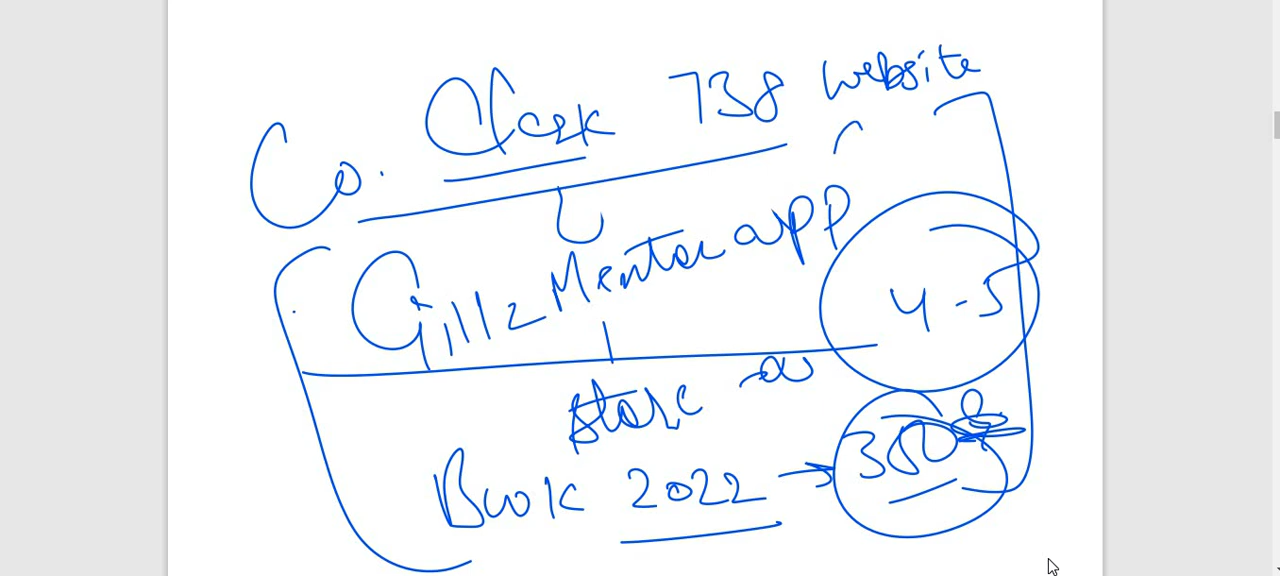 Co. Clerk 738 website
Gillz Mentor app
4-5
store
Book 2022 → 350